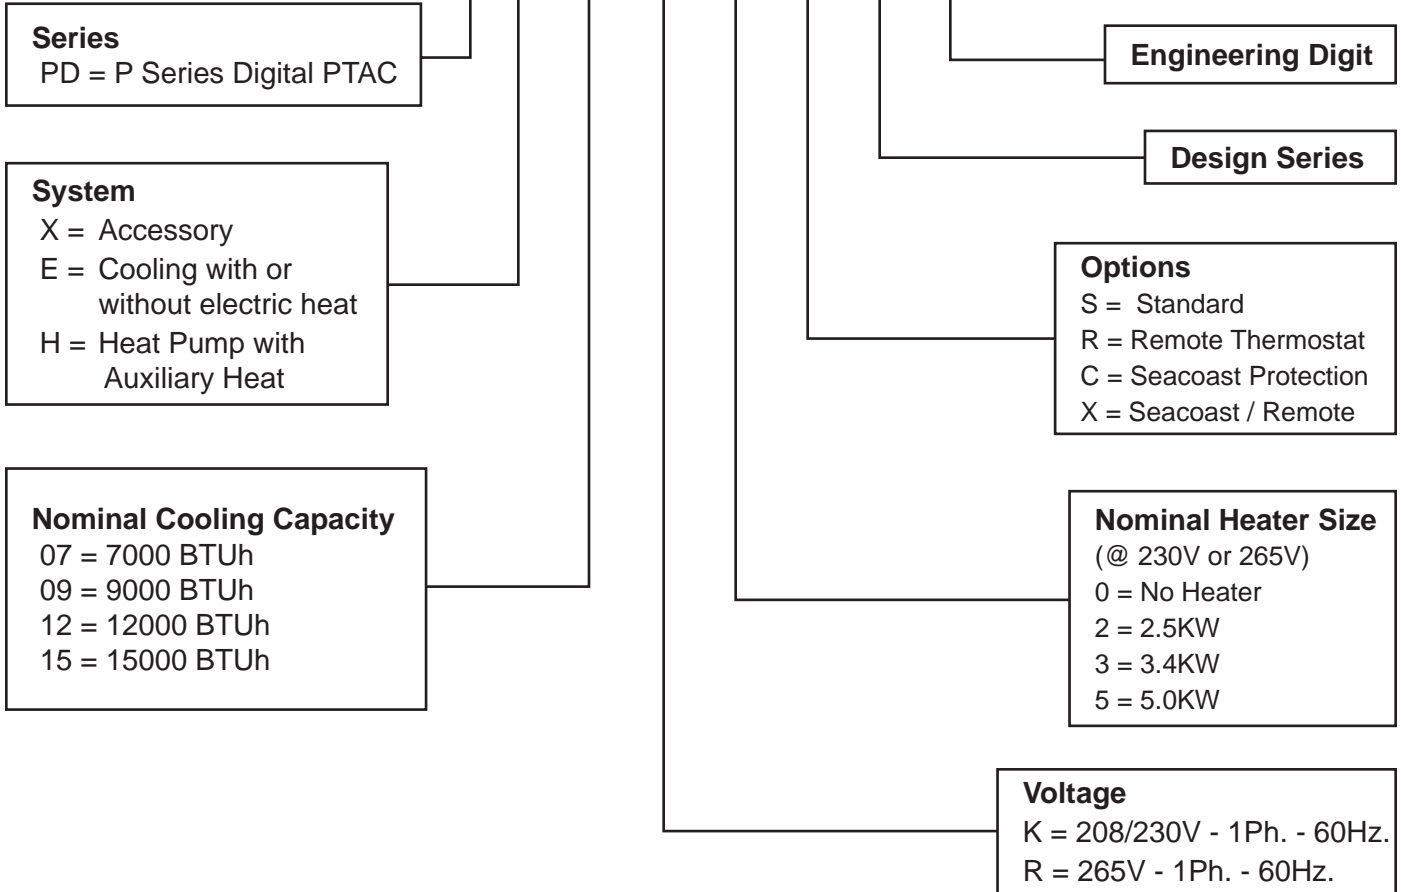 Series
PD = P Series Digital PTAC
System
X = Accessory
E = Cooling with or
without electric heat
H = Heat Pump with
Auxiliary Heat
Nominal Cooling Capacity
07 = 7000 BTUh
09 = 9000 BTUh
12 = 12000 BTUh
15 = 15000 BTUh
Engineering Digit
Design Series
Options
S = Standard
R = Remote Thermostat
C = Seacoast Protection
X = Seacoast / Remote
Nominal Heater Size
(@ 230V or 265V)
0 = No Heater
2 = 2.5KW
3 = 3.4KW
5 = 5.0KW
Voltage
K = 208/230V - 1Ph. - 60Hz.
R = 265V - 1Ph. - 60Hz.